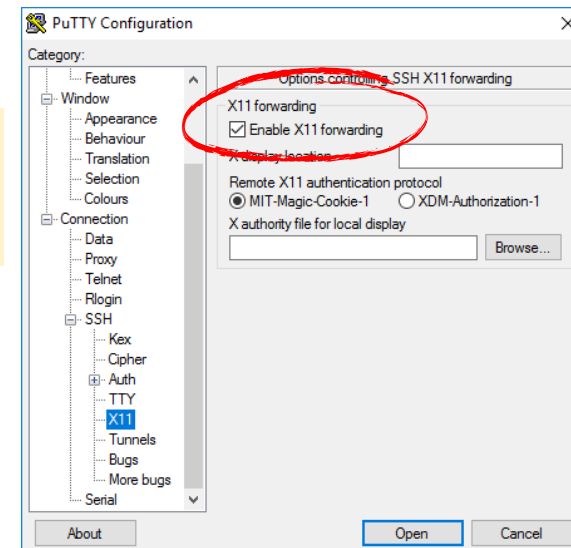 PuTTY Configuration
Category:
Features
Window
Appearance
Behaviour
Translation
Selection
Colours
Connection
Data
Proxy
Telnet
Rlogin
SSH
Kex
Cipher
Auth
TTY
X11
Tunnels
Bugs
More bugs
Serial
Options controlling SSH X11 forwarding
X11 forwarding
Enable X11 forwarding
X display location
Remote X11 authentication protocol
MIT-Magic-Cookie-1 XDM-Authorization-1
X authority file for local display
Browse...
About Open Cancel